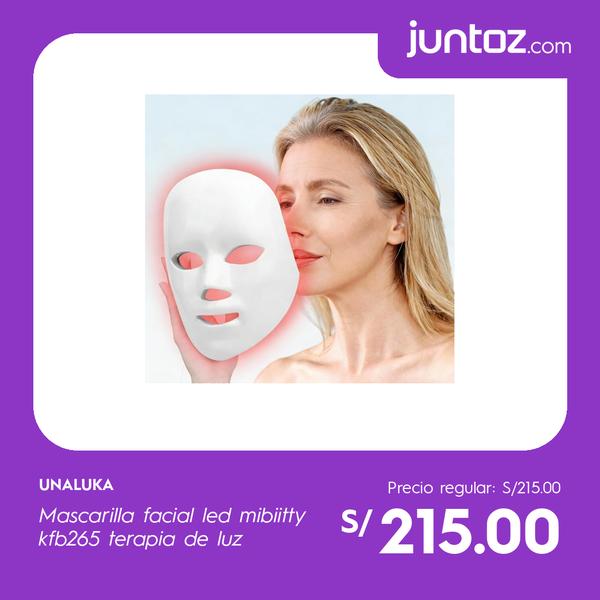 juntoz.com
UNALUKA
Mascarilla facial led mibiitty
kfb265 terapia de luz
Precio regular: S/215.00
S/ 215.00